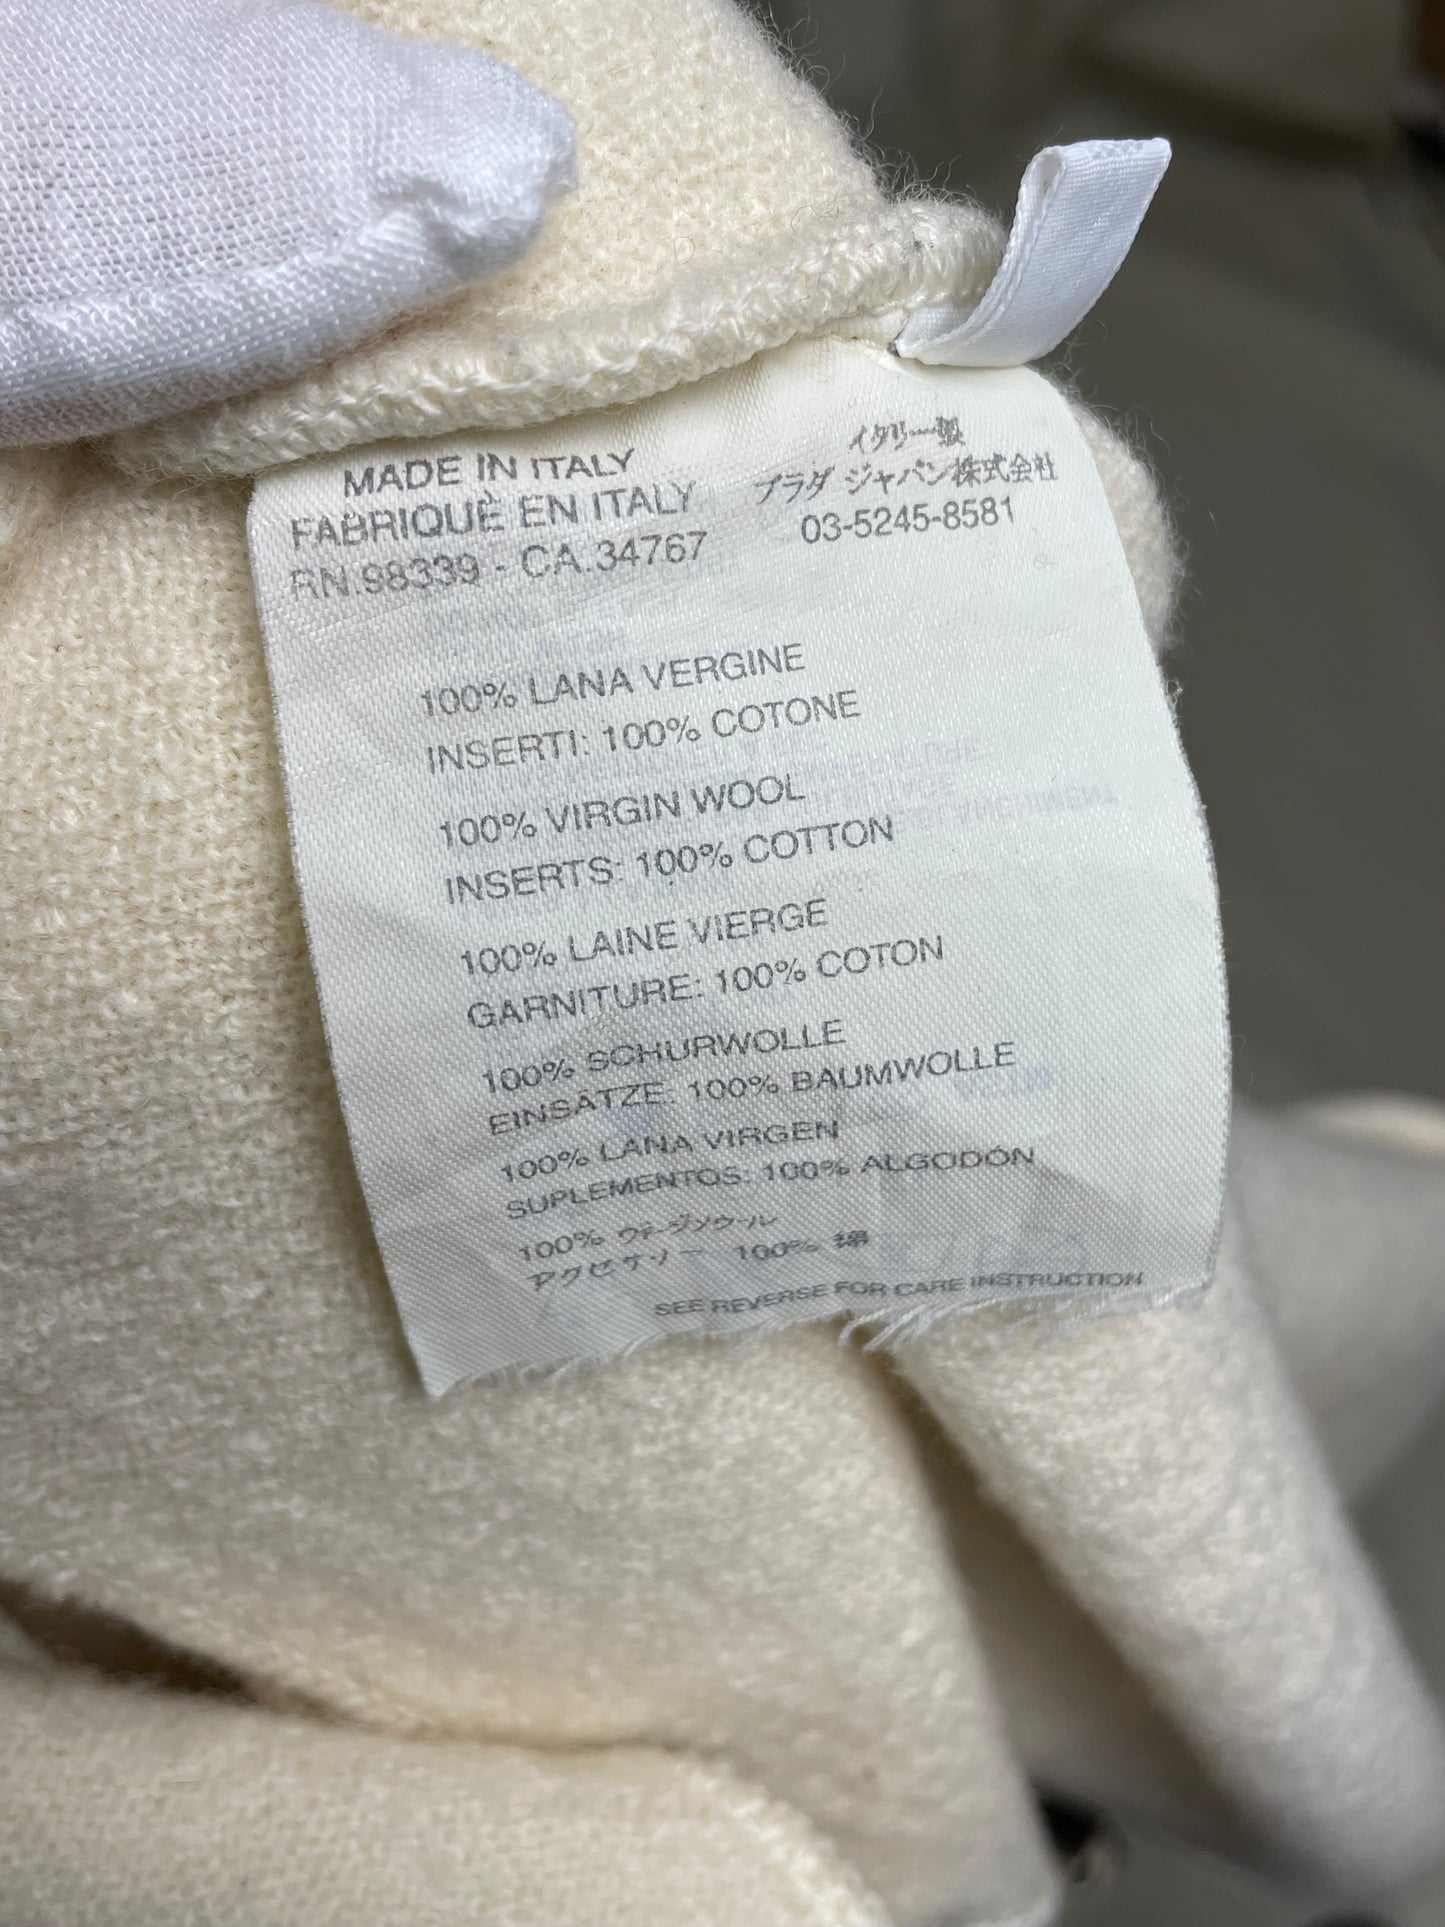 MADE IN ITALY
FABRIQUÈ EN ITALY
RN.98339 - CA.34767
イタリー製
プラダ ジャパン株式会社
03-5245-8581
100% LANA VERGINE
INSERTI: 100% COTONE
100% VIRGIN WOOL
INSERTS: 100% COTTON
100% LAINE VIERGE
GARNITURE: 100% COTON
100% SCHURWOLLE
EINSÄTZE: 100% BAUMWOLLE
100% LANA VIRGEN
SUPLEMENTOS: 100% ALGODÓN
100% ヴァージンウール
アクセサリー 100% 綿
SEE REVERSE FOR CARE INSTRUCTION